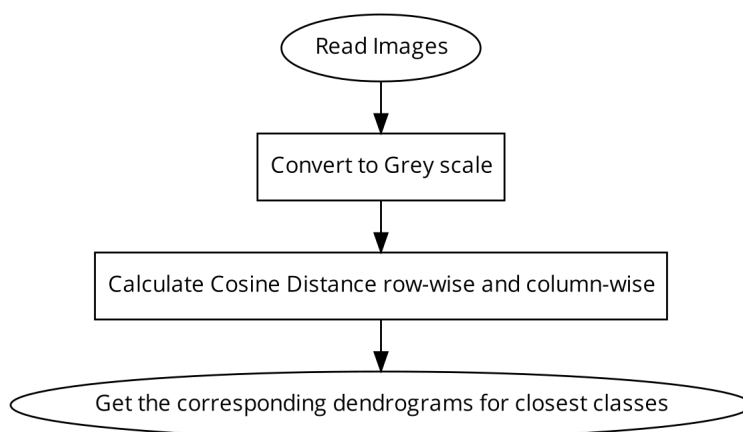 Read Images
Convert to Grey scale
Calculate Cosine Distance row-wise and column-wise
Get the corresponding dendrograms for closest classes